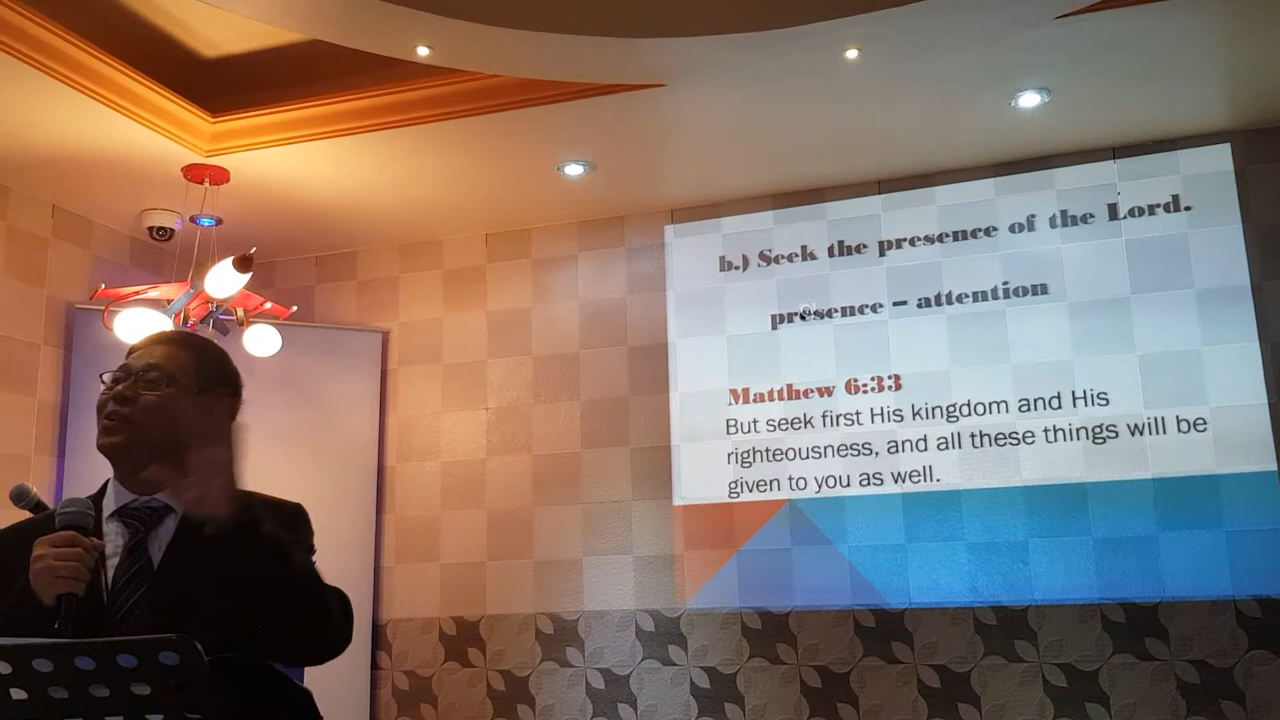 b.) Seek the presence of the Lord.
presence – attention
Matthew 6:33
But seek first His kingdom and His
righteousness, and all these things will be
given to you as well.